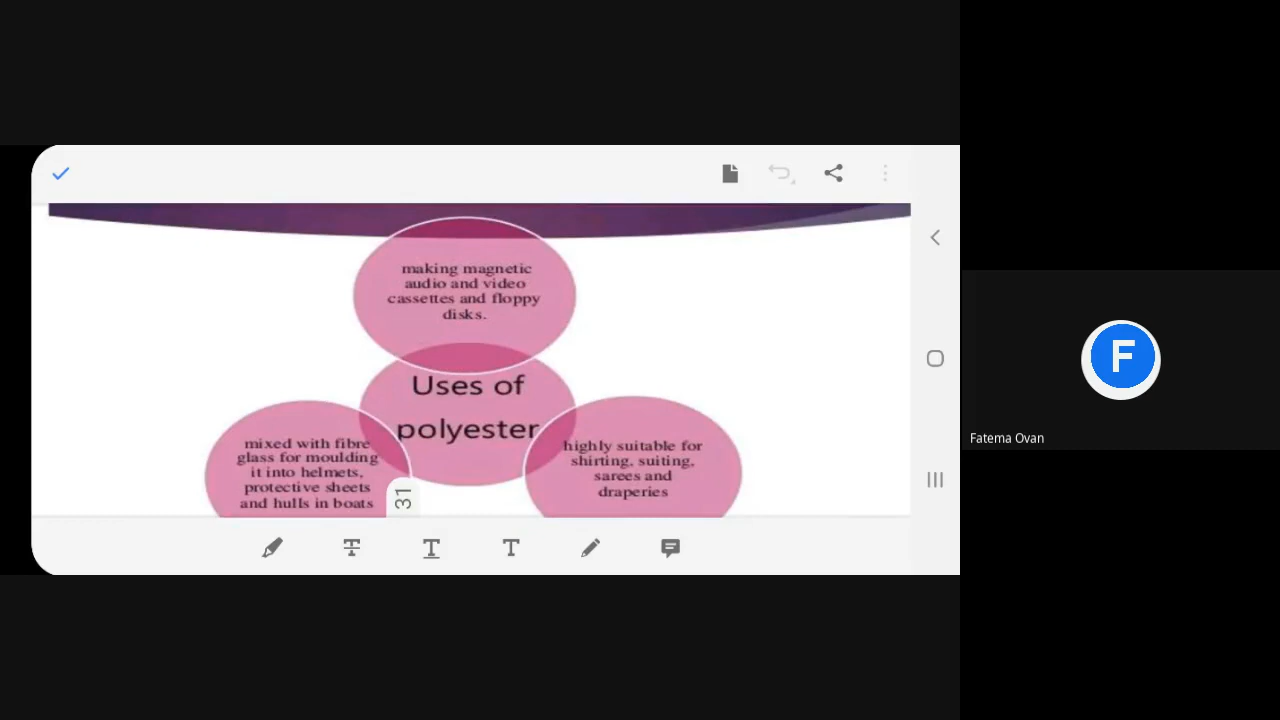 making magnetic
audio and video
cassettes and floppy
disks.
Uses of
polyester
mixed with fibre
glass for moulding
it into helmets,
protective sheets
and hulls in boats
highly suitable for
shirting, suiting,
sarees and
draperies
31
T
T
T
F
Fatema Ovan